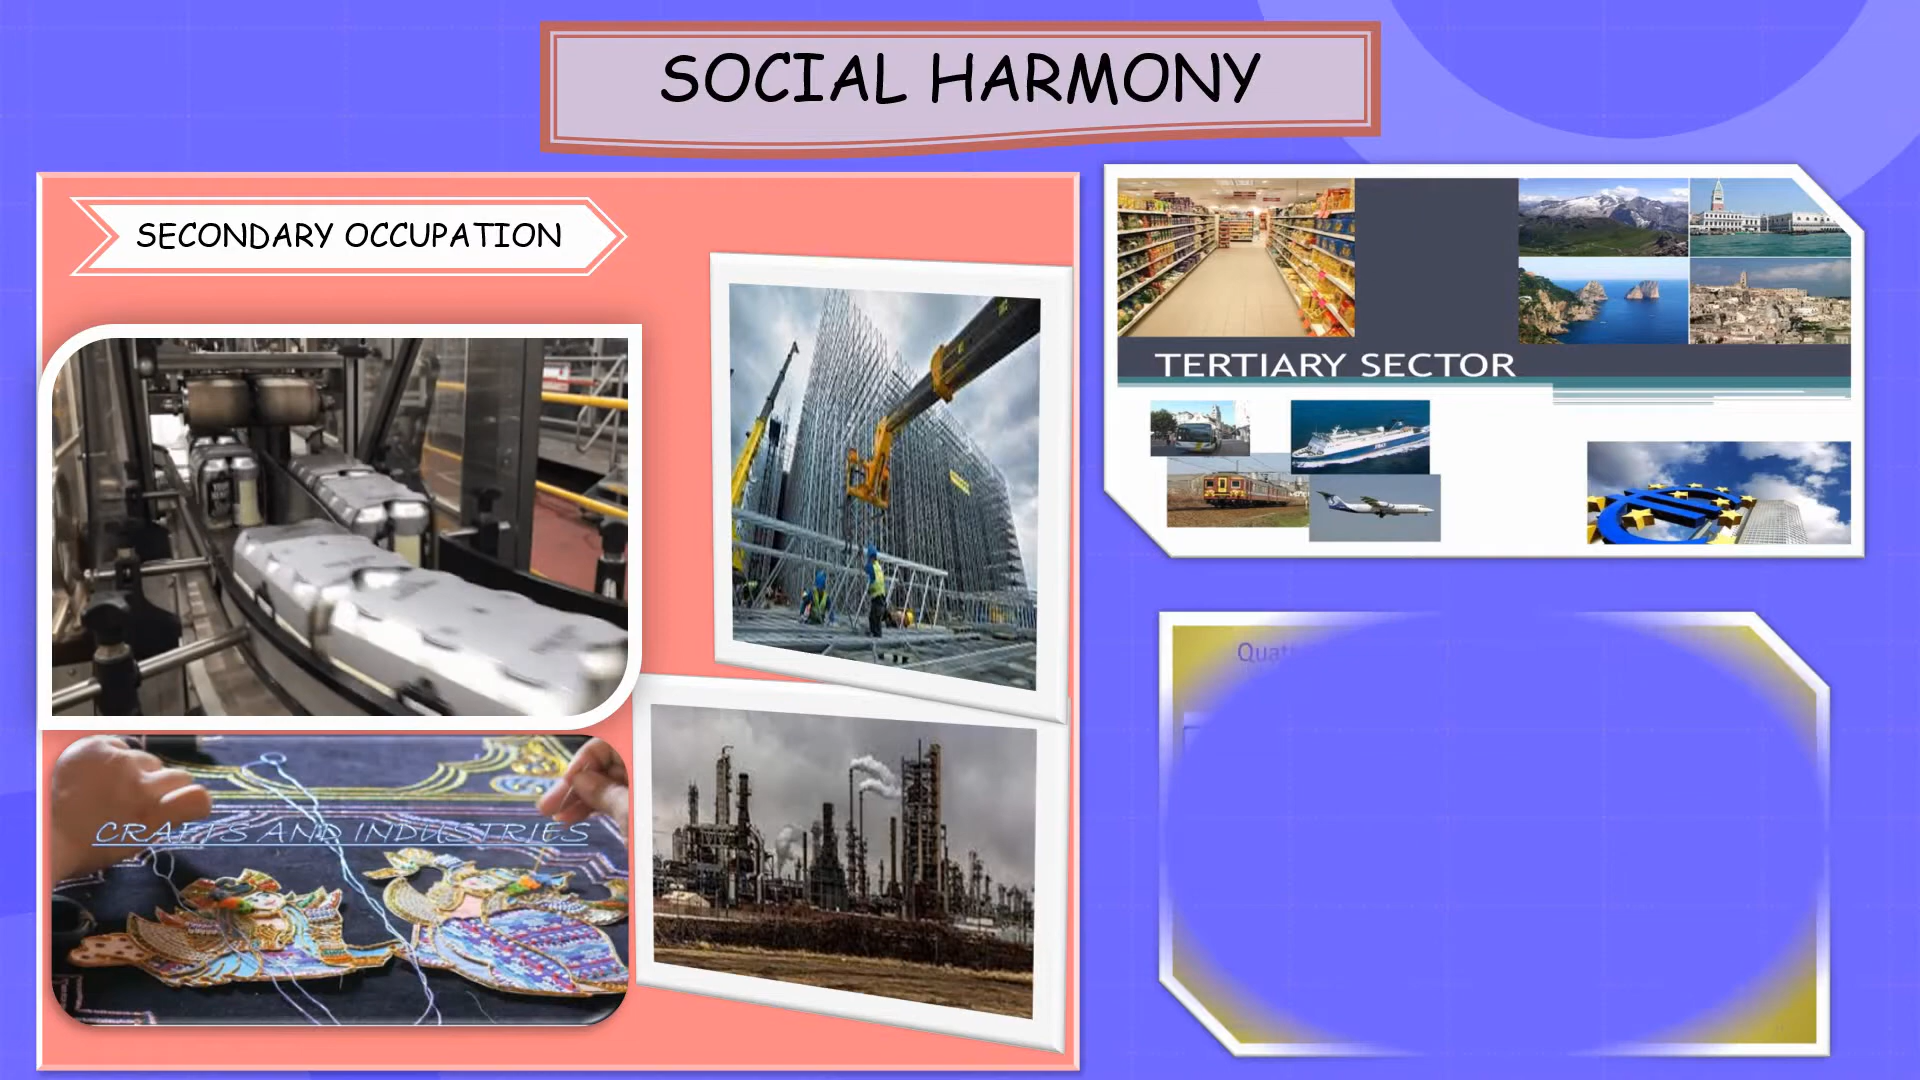 SOCIAL HARMONY
SECONDARY OCCUPATION
CRAFTS AND INDUSTRIES
TERTIARY SECTOR